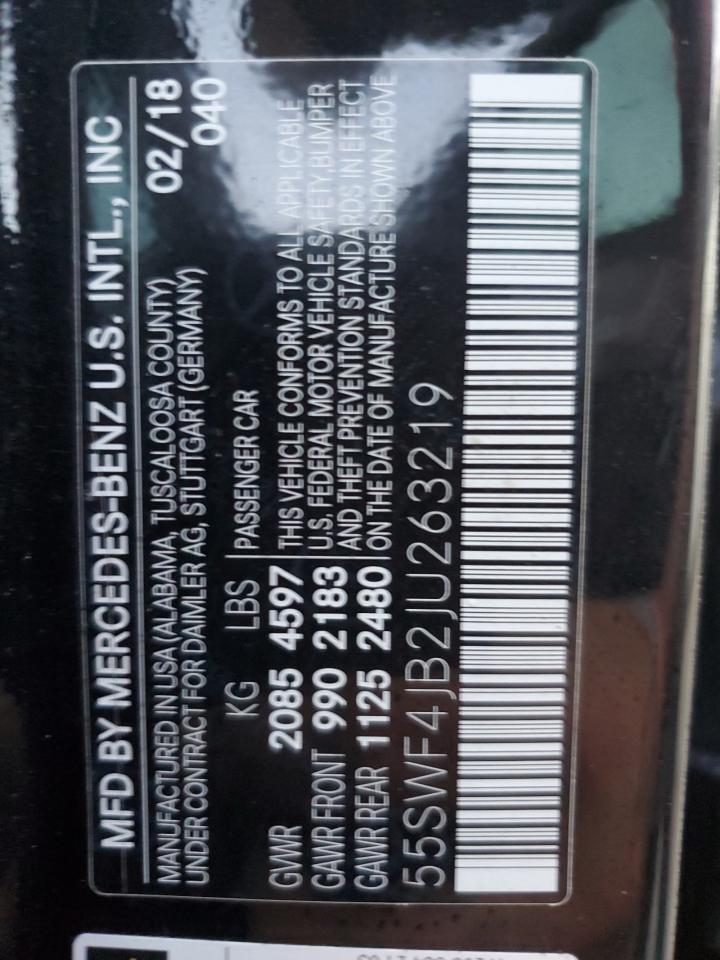 MFD BY MERCEDES-BENZ U.S. INTL., INC
MANUFACTURED IN USA (ALABAMA, TUSCALOOSA COUNTY) 02/18
UNDER CONTRACT FOR DAIMLER AG, STUTTGART (GERMANY) 040
KG LBS PASSENGER CAR
GVWR 2085 4597 THIS VEHICLE CONFORMS TO ALL APPLICABLE
GAWR FRONT 990 2183 U.S. FEDERAL MOTOR VEHICLE SAFETY,BUMPER
GAWR REAR 1125 2480 AND THEFT PREVENTION STANDARDS IN EFFECT
ON THE DATE OF MANUFACTURE SHOWN ABOVE
55SWF4JB2JU263219